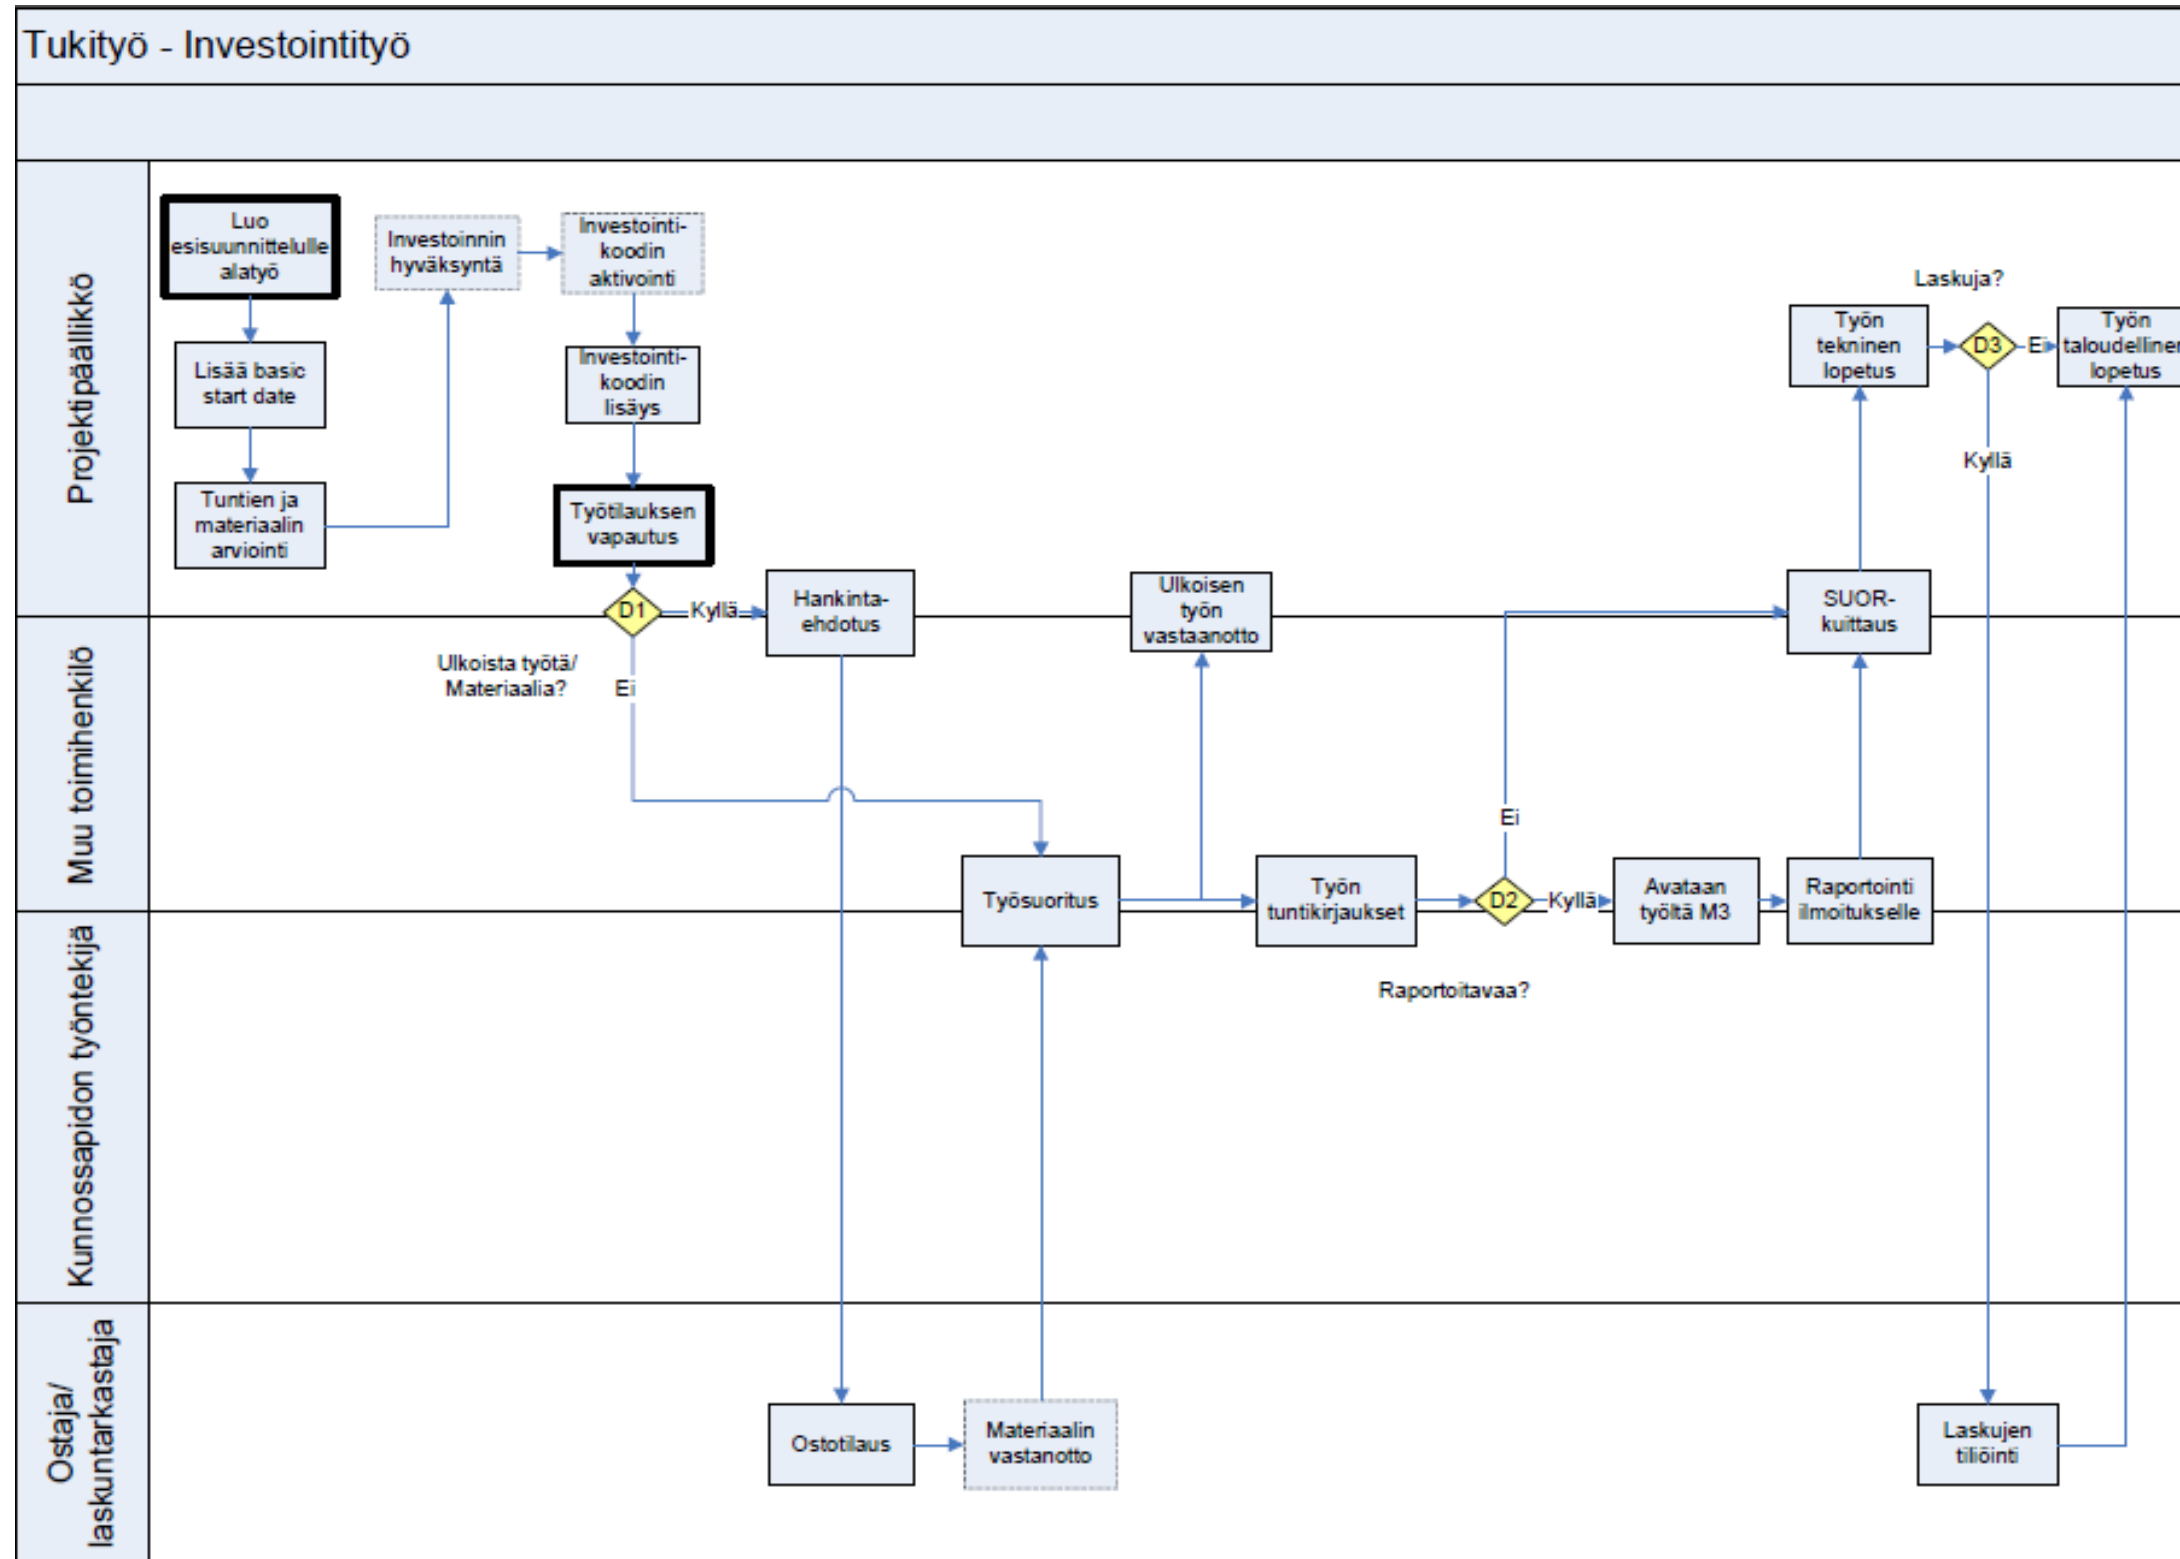 Tukityö - Investointityö
Projektipäällikkö
Luo
esisuunnittelulle
alatyö
Lisää basic
start date
Tuntien ja
materiaalin
arviointi
Investoinnin
hyväksyntä
Investointi-
koodin
aktivointi
Investointi-
koodin
lisäys
Työtilauksen
vapautus
D1
Kyllä
Ei
Ulkoista työtä/
Materiaalia?
Hankinta-
ehdotus
Ulkoisen
työn
vastaanotto
SUOR-
kuittaus
Työn
tekninen
lopetus
Laskuja?
D3
Ei
Kyllä
Työn
taloudellinen
lopetus
Muu toimihenkilö
Työsuoritus
Työn
tuntikirjaukset
D2
Ei
Kyllä
Raportoitavaa?
Avataan
työltä M3
Raportointi
ilmoitukselle
Kunnossapidon työntekijä
Ostaja/
laskuntarkastaja
Ostotilaus
Materiaalin
vastanotto
Laskujen
tiliöinti